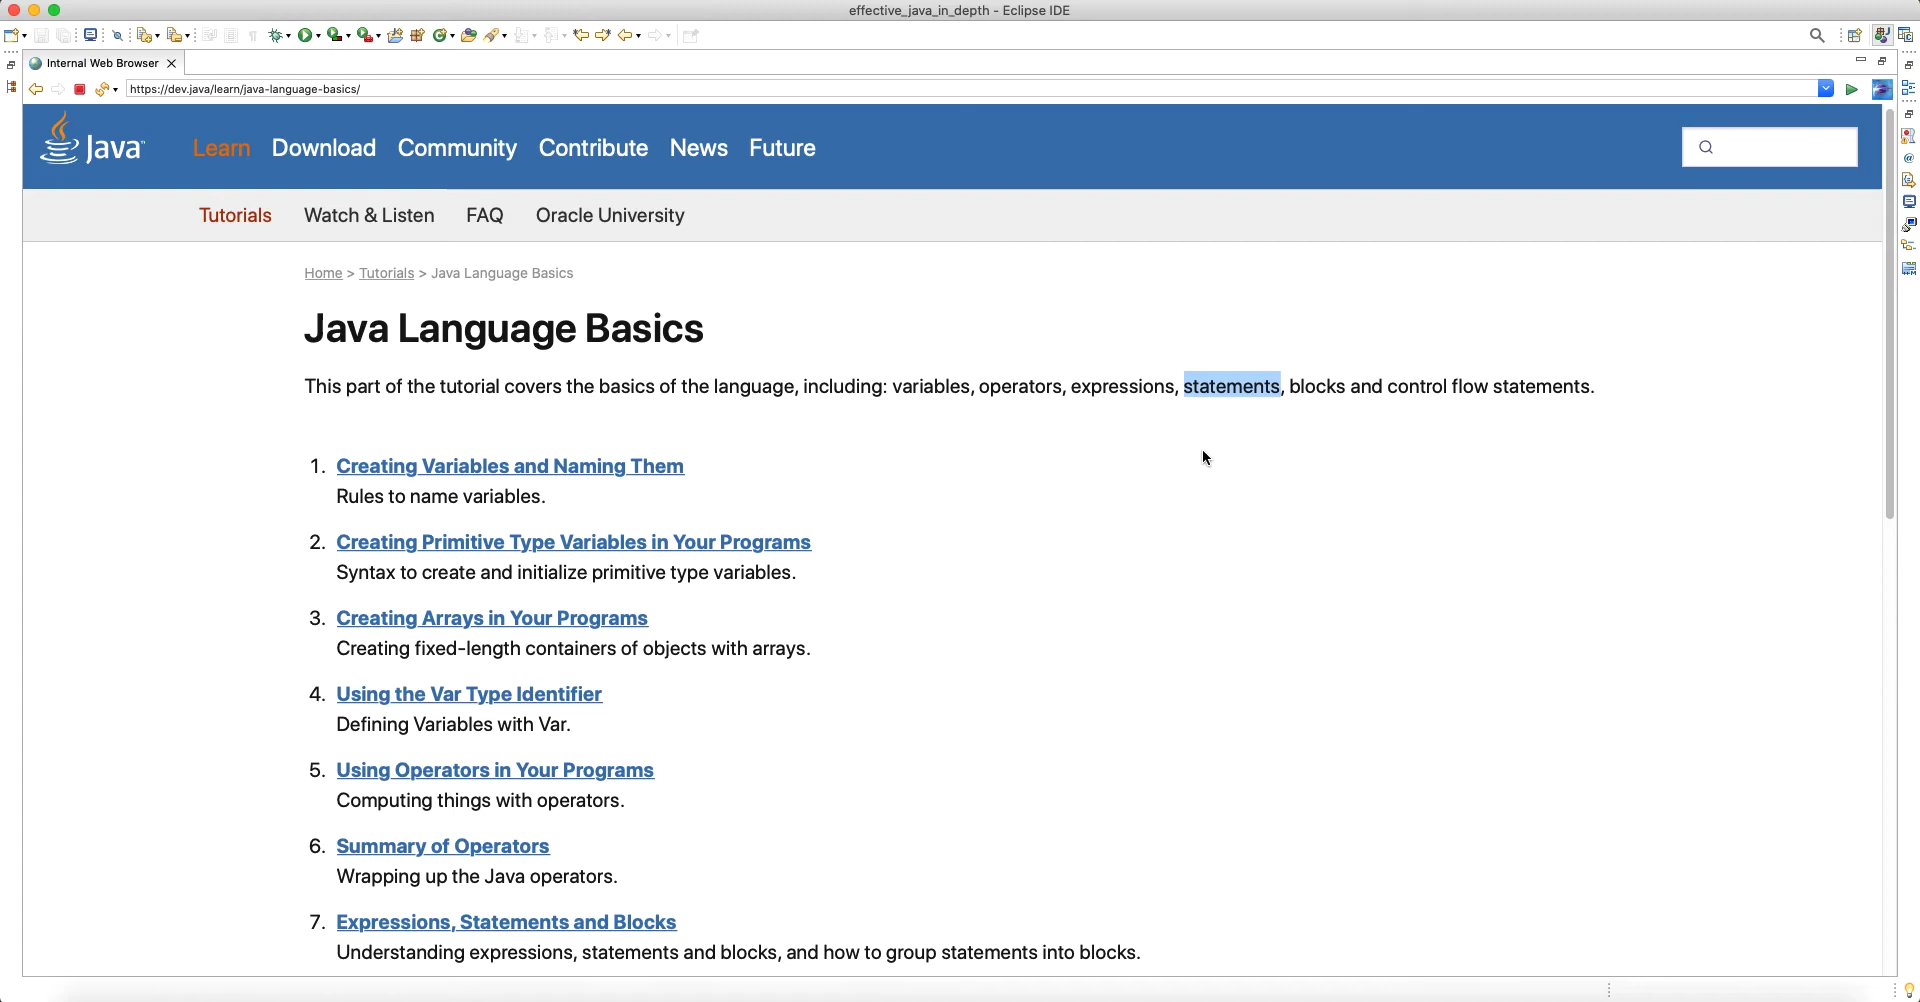 effective_java_in_depth - Eclipse IDE
Internal Web Browser
https://dev.java/learn/java-language-basics/
Java
Learn Download Community Contribute News Future
Tutorials Watch & Listen FAQ Oracle University
Home > Tutorials > Java Language Basics
Java Language Basics
This part of the tutorial covers the basics of the language, including: variables, operators, expressions, statements, blocks and control flow statements.
1. Creating Variables and Naming Them
Rules to name variables.
2. Creating Primitive Type Variables in Your Programs
Syntax to create and initialize primitive type variables.
3. Creating Arrays in Your Programs
Creating fixed-length containers of objects with arrays.
4. Using the Var Type Identifier
Defining Variables with Var.
5. Using Operators in Your Programs
Computing things with operators.
6. Summary of Operators
Wrapping up the Java operators.
7. Expressions, Statements and Blocks
Understanding expressions, statements and blocks, and how to group statements into blocks.